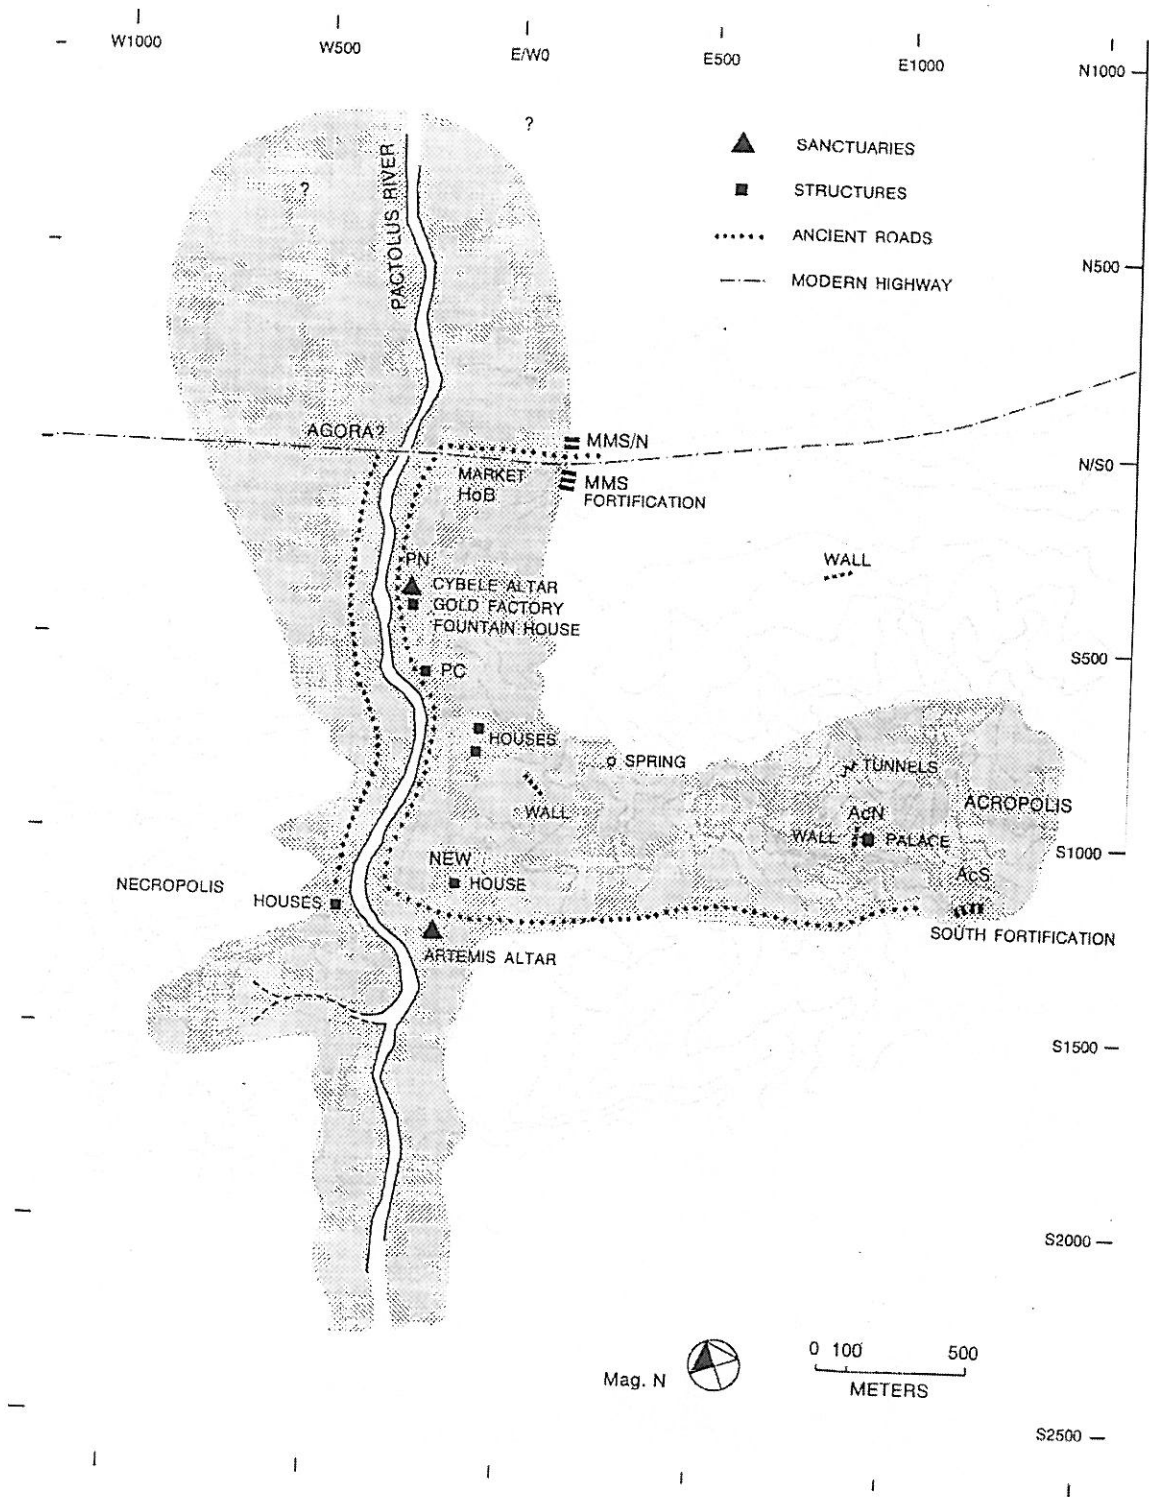 W1000
W500
E/W0
E500
E1000
N1000
?
?
PACTOLUS RIVER
SANCTUARIES
STRUCTURES
ANCIENT ROADS
MODERN HIGHWAY
N500
AGORA?
MMS/N
MARKET
HoB
MMS
FORTIFICATION
N/S0
PN
CYBELE ALTAR
GOLD FACTORY
FOUNTAIN HOUSE
WALL
PC
S500
HOUSES
SPRING
TUNNELS
WALL
ACROPOLIS
AcN
WALL
PALACE
S1000
NEW
HOUSE
AcS
NECROPOLIS
HOUSES
SOUTH FORTIFICATION
ARTEMIS ALTAR
S1500
S2000
Mag. N
0 100 500
METERS
S2500